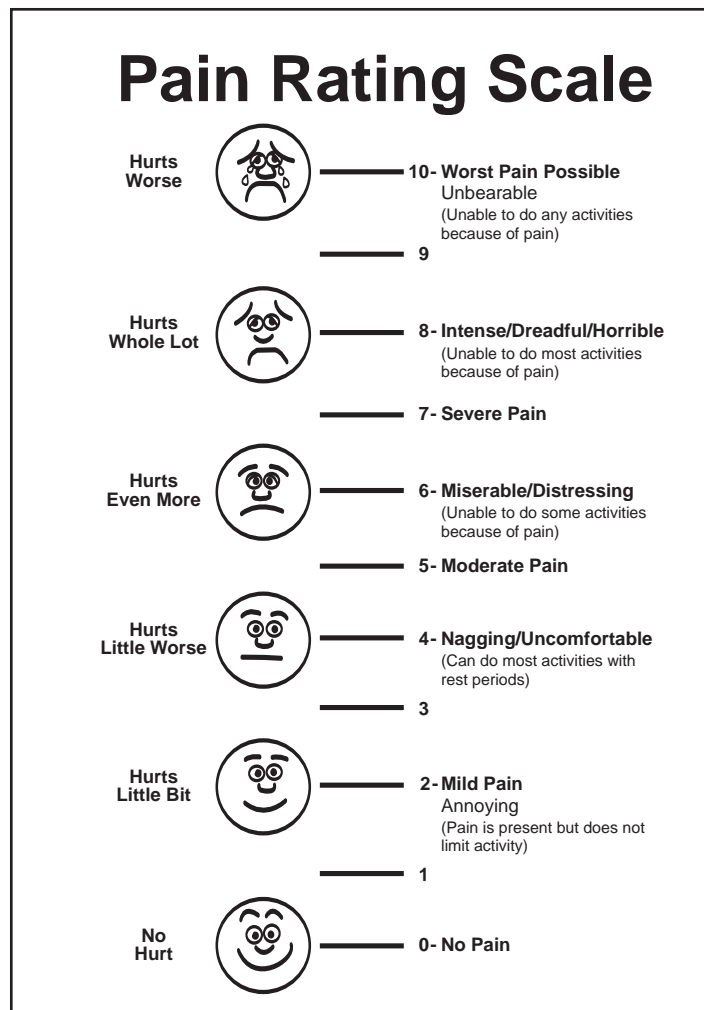 Pain Rating Scale
Hurts
Worse
10- Worst Pain Possible
Unbearable
(Unable to do any activities
because of pain)
9
Hurts
Whole Lot
8- Intense/Dreadful/Horrible
(Unable to do most activities
because of pain)
7- Severe Pain
Hurts
Even More
6- Miserable/Distressing
(Unable to do some activities
because of pain)
5- Moderate Pain
Hurts
Little Worse
4- Nagging/Uncomfortable
(Can do most activities with
rest periods)
3
Hurts
Little Bit
2- Mild Pain
Annoying
(Pain is present but does not
limit activity)
1
No
Hurt
0- No Pain